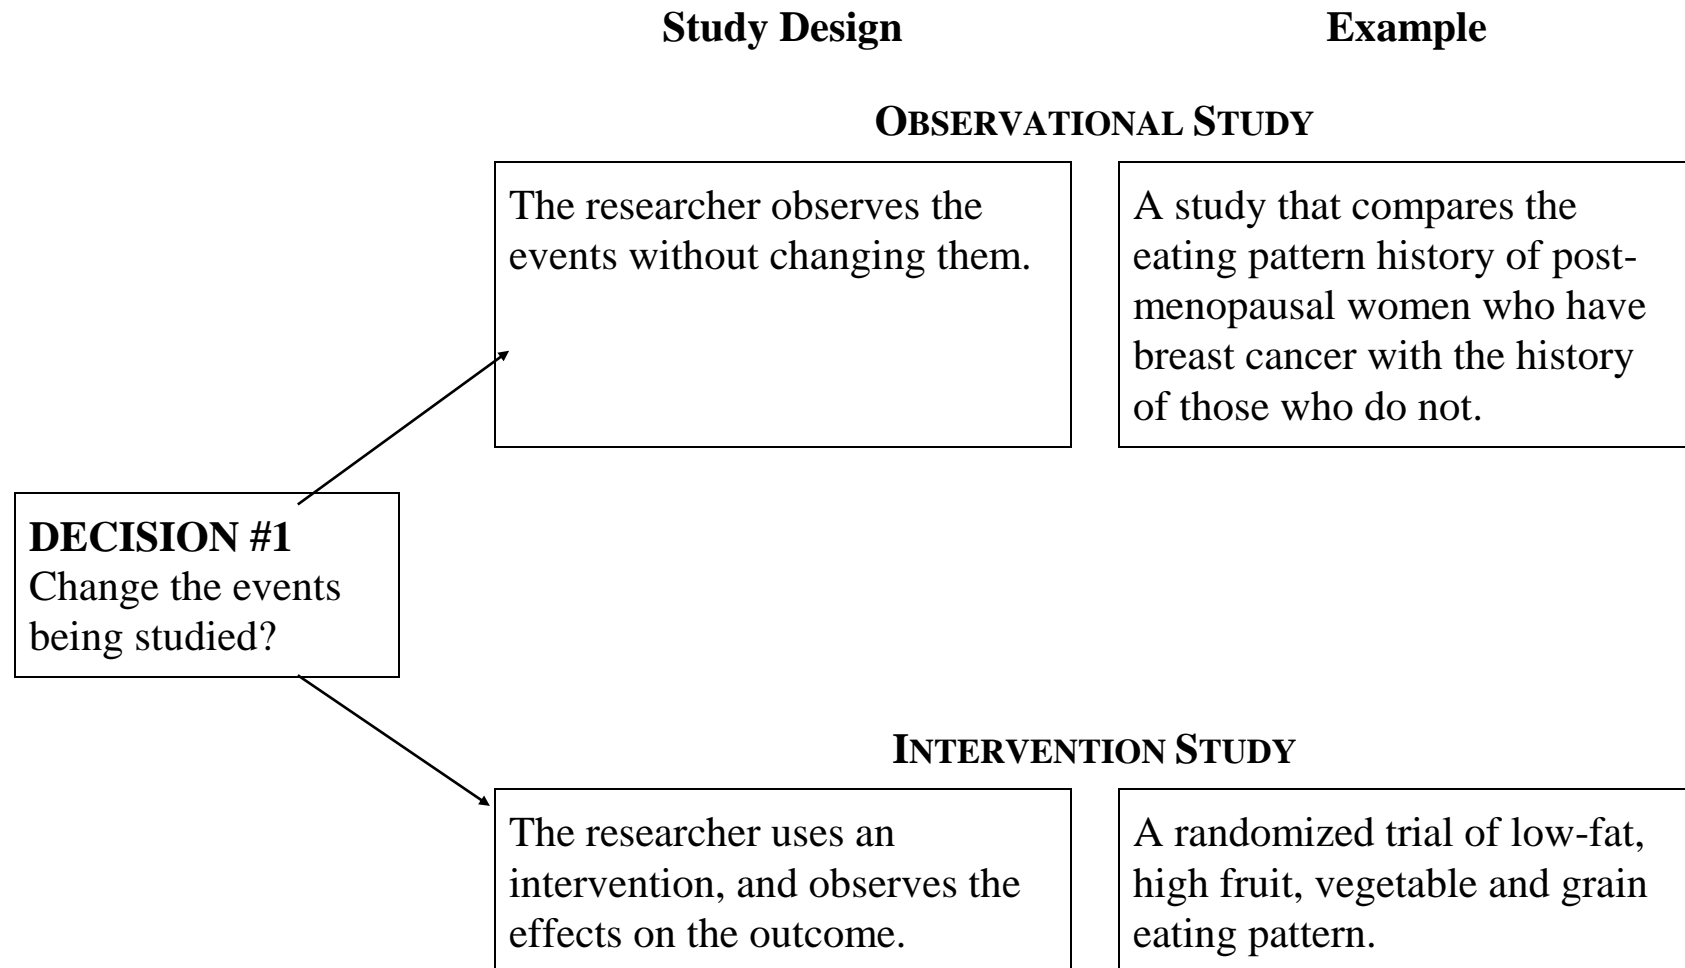 Study Design
Example
OBSERVATIONAL STUDY
The researcher observes the
events without changing them.
A study that compares the
eating pattern history of post-
menopausal women who have
breast cancer with the history
of those who do not.
DECISION #1
Change the events
being studied?
INTERVENTION STUDY
The researcher uses an
intervention, and observes the
effects on the outcome.
A randomized trial of low-fat,
high fruit, vegetable and grain
eating pattern.